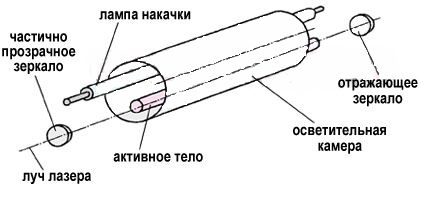 лампа накачки
частично
прозрачное
зеркало
отражающее
зеркало
осветительная
камера
активное тело
луч лазера